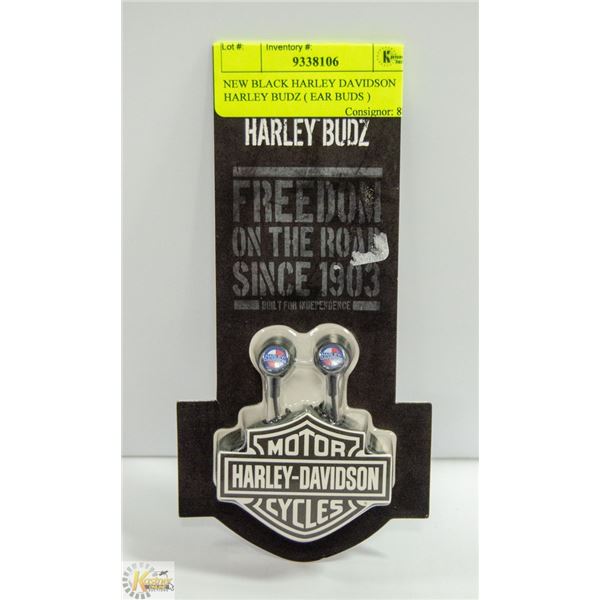 Lot #: Inventory #:
9338106
NEW BLACK HARLEY DAVIDSON
HARLEY BUDZ ( EAR BUDS )
Consignor: 8
HARLEY BUDZ
FREEDOM
ON THE ROAD
SINCE 1903
BUILT FOR INDEPENDENCE
MOTOR
HARLEY-DAVIDSON
CYCLES